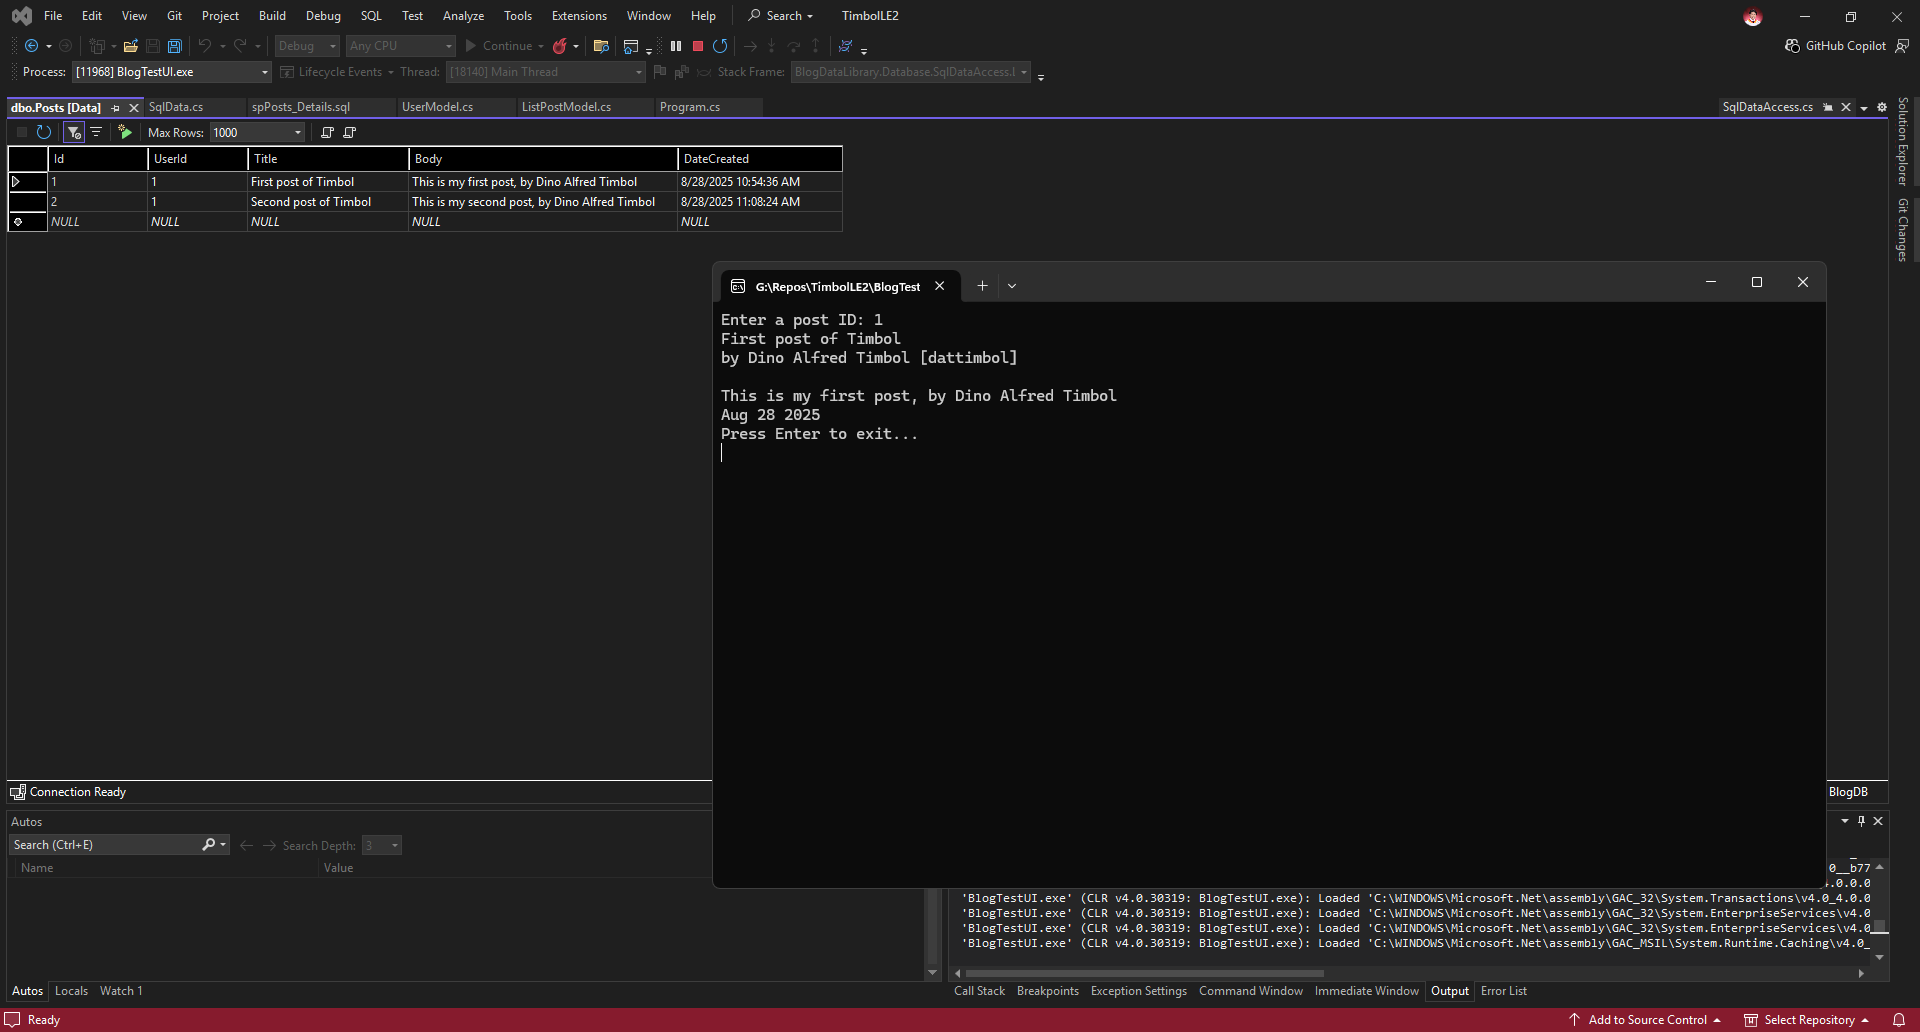 File Edit View Git Project Build Debug SQL Test Analyze Tools Extensions Window Help Search TimbolLE2
Debug Any CPU Continue GitHub Copilot
Process: [11968] BlogTestUI.exe Lifecycle Events Thread: [18140] Main Thread Stack Frame: BlogDataLibrary.Database.SqlDataAccess.
dbo.Posts [Data] SqlData.cs spPosts_Details.sql UserModel.cs ListPostModel.cs Program.cs SqlDataAccess.cs
Max Rows: 1000
Id UserId Title Body DateCreated
1 1 First post of Timbol This is my first post, by Dino Alfred Timbol 8/28/2025 10:54:36 AM
2 1 Second post of Timbol This is my second post, by Dino Alfred Timbol 8/28/2025 11:08:24 AM
NULL NULL NULL NULL NULL
Solution Explorer
Git Changes
G:\Repos\TimbolLE2\BlogTest
Enter a post ID: 1
First post of Timbol
by Dino Alfred Timbol [dattimbol]
This is my first post, by Dino Alfred Timbol
Aug 28 2025
Press Enter to exit...
Connection Ready BlogDB
Autos
Search (Ctrl+E) Search Depth: 3
Name Value
0__b77
.0.0.0
'BlogTestUI.exe' (CLR v4.0.30319: BlogTestUI.exe): Loaded 'C:\WINDOWS\Microsoft.Net\assembly\GAC_32\System.Transactions\v4.0_4.0.0
'BlogTestUI.exe' (CLR v4.0.30319: BlogTestUI.exe): Loaded 'C:\WINDOWS\Microsoft.Net\assembly\GAC_32\System.EnterpriseServices\v4.0
'BlogTestUI.exe' (CLR v4.0.30319: BlogTestUI.exe): Loaded 'C:\WINDOWS\Microsoft.Net\assembly\GAC_32\System.EnterpriseServices\v4.0
'BlogTestUI.exe' (CLR v4.0.30319: BlogTestUI.exe): Loaded 'C:\WINDOWS\Microsoft.Net\assembly\GAC_MSIL\System.Runtime.Caching\v4.0_
Autos Locals Watch 1 Call Stack Breakpoints Exception Settings Command Window Immediate Window Output Error List
Ready Add to Source Control Select Repository